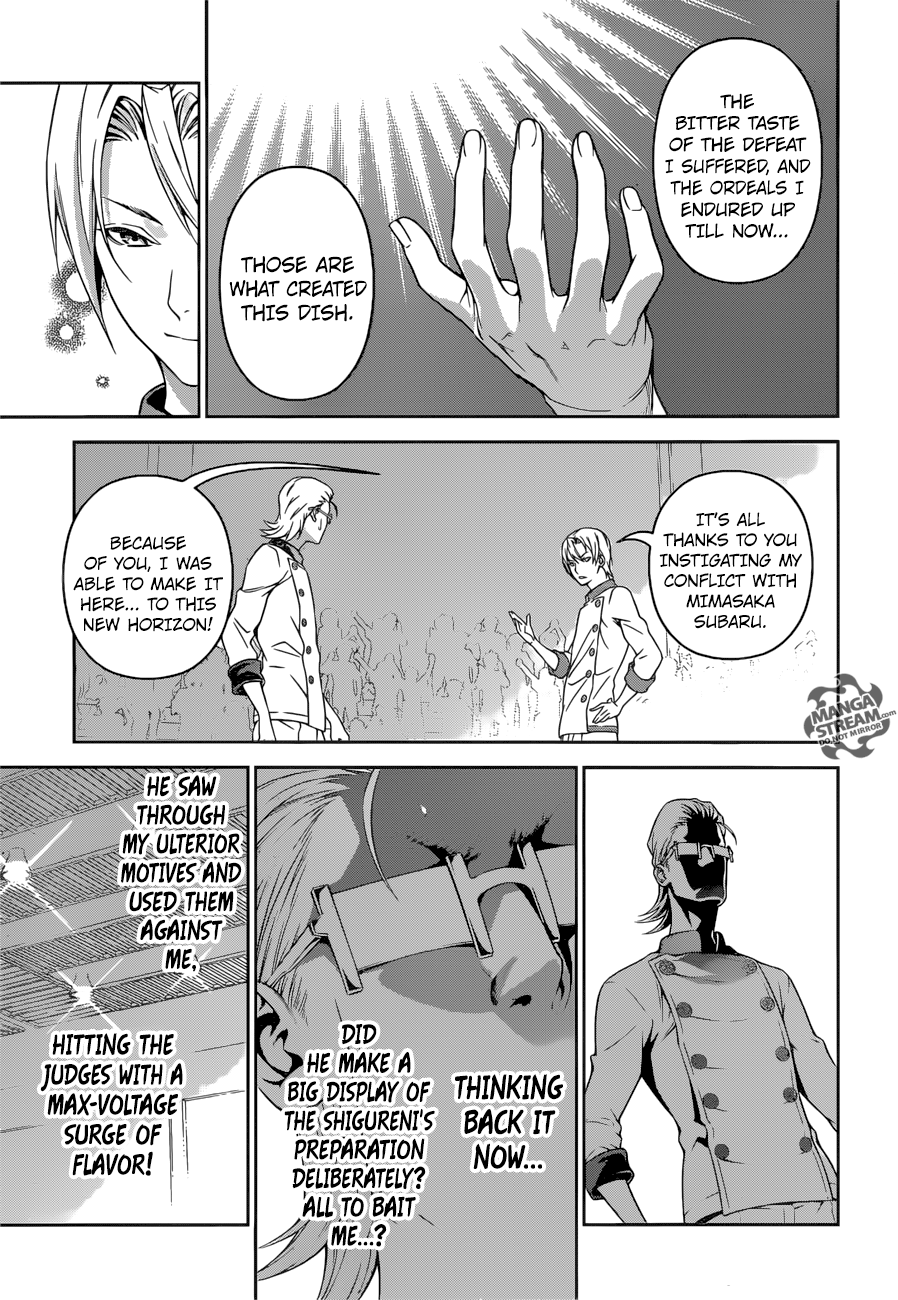 THE
BITTER TASTE
OF THE DEFEAT
I SUFFERED, AND
THE ORDEALS I
ENDURED UP
TILL NOW...
THOSE ARE
WHAT CREATED
THIS DISH.
IT'S ALL
THANKS TO YOU
INSTIGATING MY
CONFLICT WITH
MIMASAKA
SUBARU.
BECAUSE
OF YOU, I WAS
ABLE TO MAKE IT
HERE... TO THIS
NEW HORIZON!
MANGA
STREAM.com
DO NOT MIRROR
THINKING
BACK IT
NOW...
DID
HE MAKE A
BIG DISPLAY OF
THE SHIGURENI'S
PREPARATION
DELIBERATELY?
ALL TO BAIT
ME...?
HE SAW
THROUGH
MY ULTERIOR
MOTIVES AND
USED THEM
AGAINST
ME,
HITTING THE
JUDGES WITH A
MAX-VOLTAGE
SURGE OF
FLAVOR!